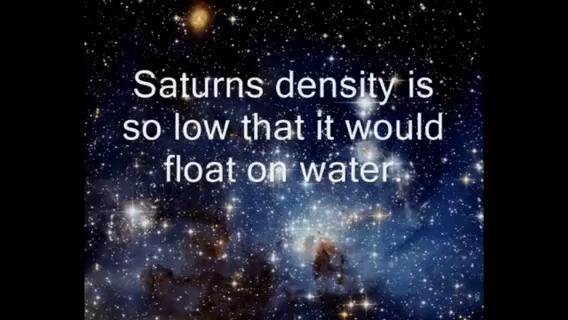 Saturns density is
so low that it would
float on water.